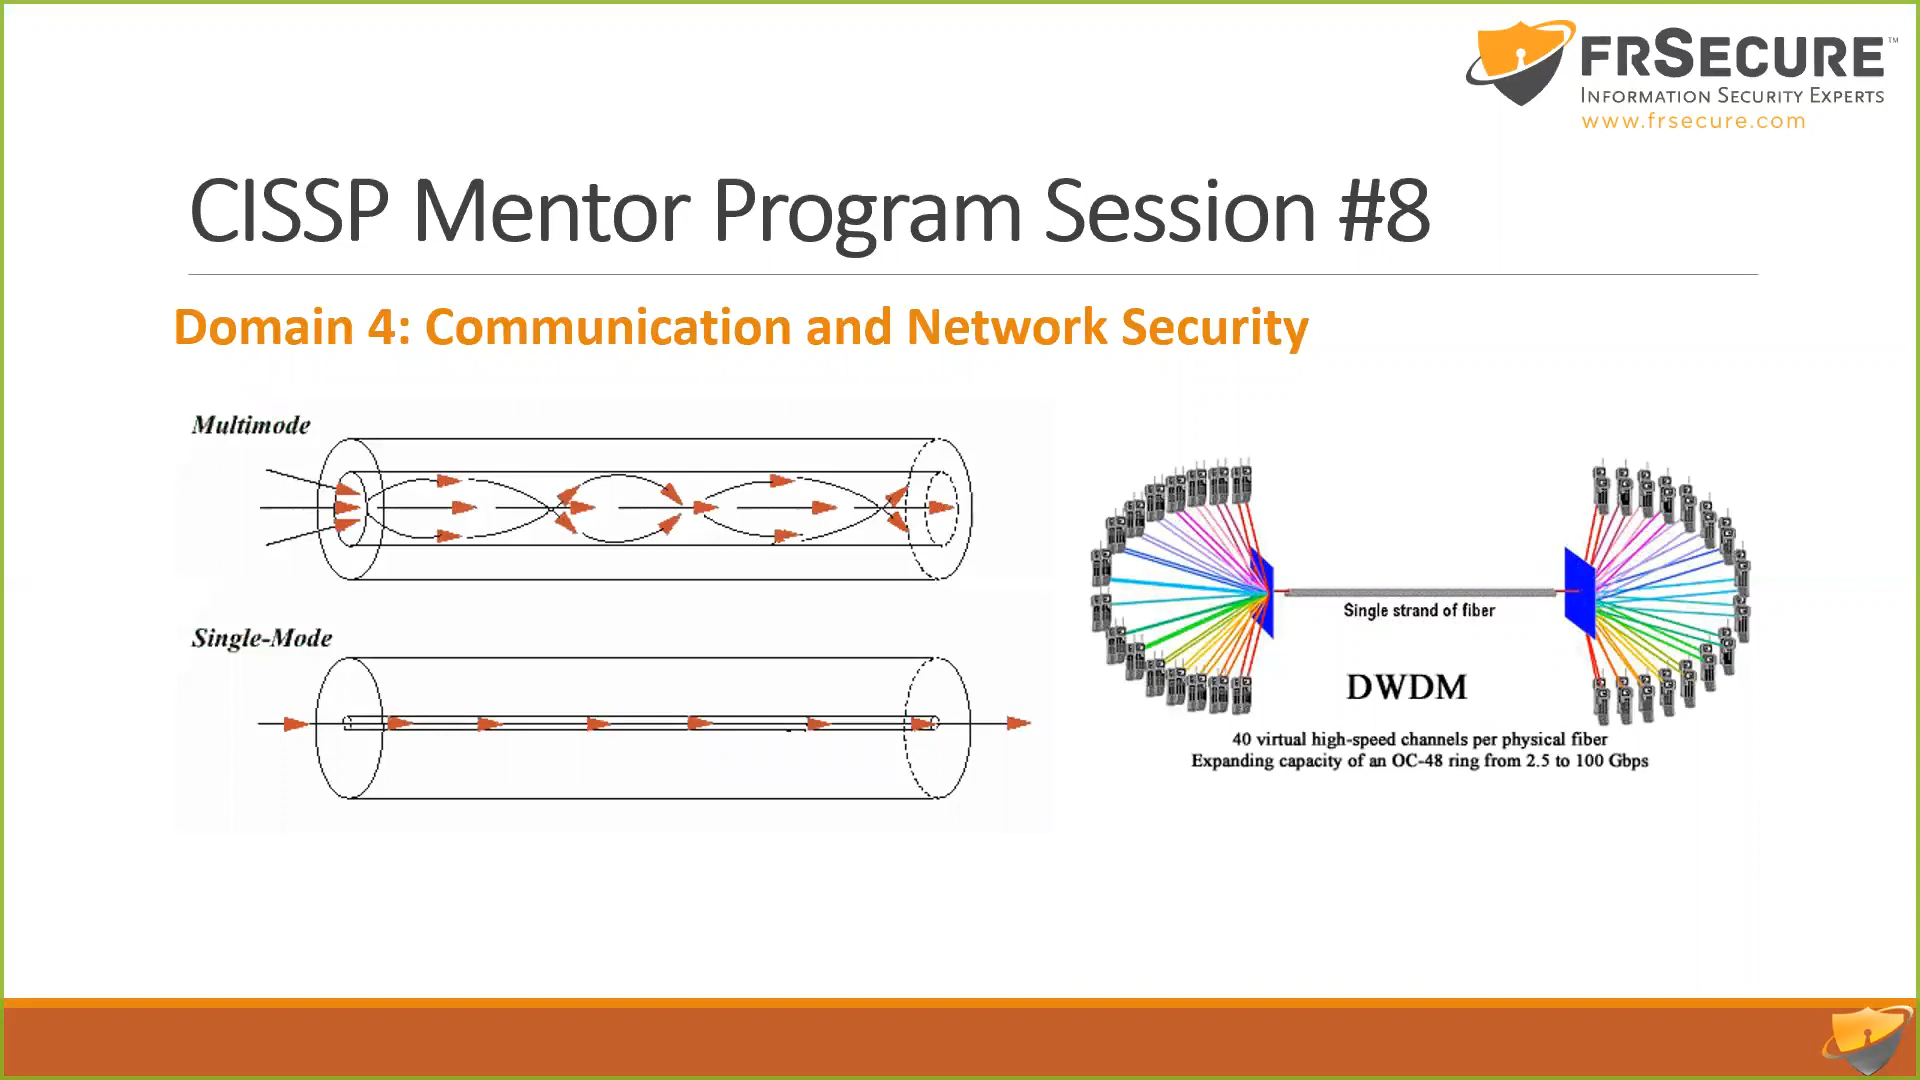 FRSECURE™
INFORMATION SECURITY EXPERTS
www.frsecure.com
CISSP Mentor Program Session #8
Domain 4: Communication and Network Security
Multimode
Single-Mode
Single strand of fiber
DWDM
40 virtual high-speed channels per physical fiber
Expanding capacity of an OC-48 ring from 2.5 to 100 Gbps